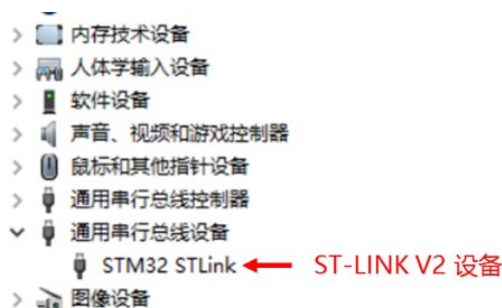 内存技术设备
人体学输入设备
软件设备
声音、视频和游戏控制器
鼠标和其他指针设备
通用串行总线控制器
通用串行总线设备
STM32 STLink ST-LINK V2 设备
图像设备